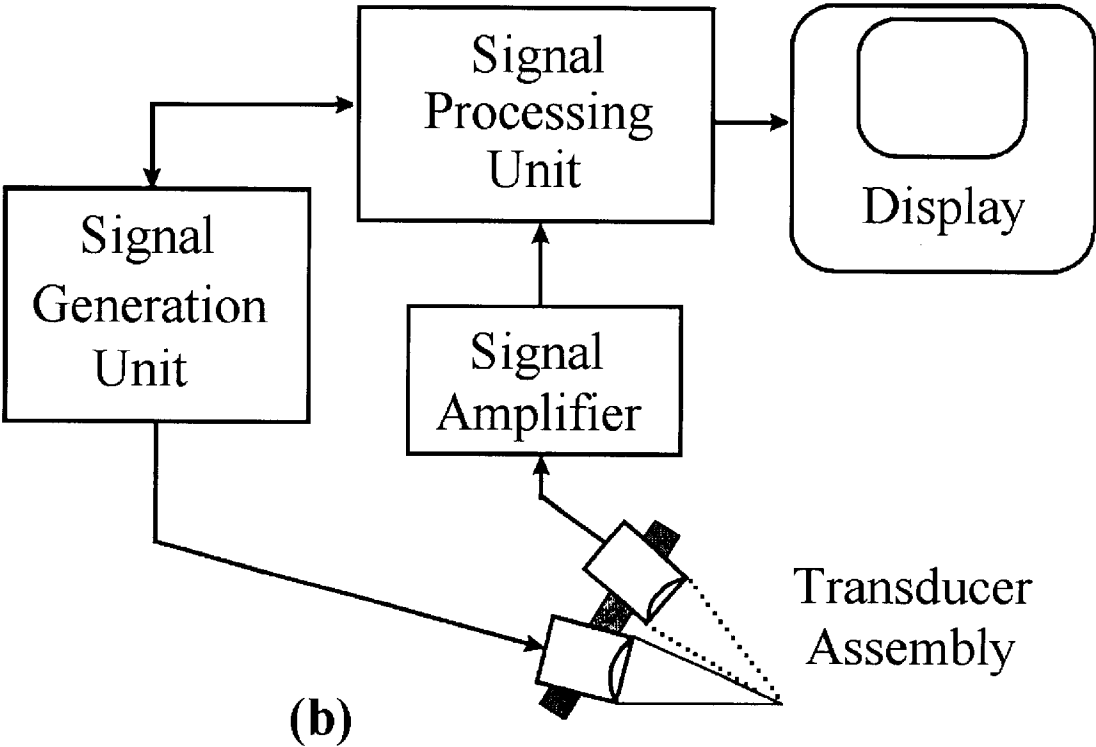 Signal
Processing
Unit
Display
Signal
Generation
Unit
Signal
Amplifier
Transducer
Assembly
(b)